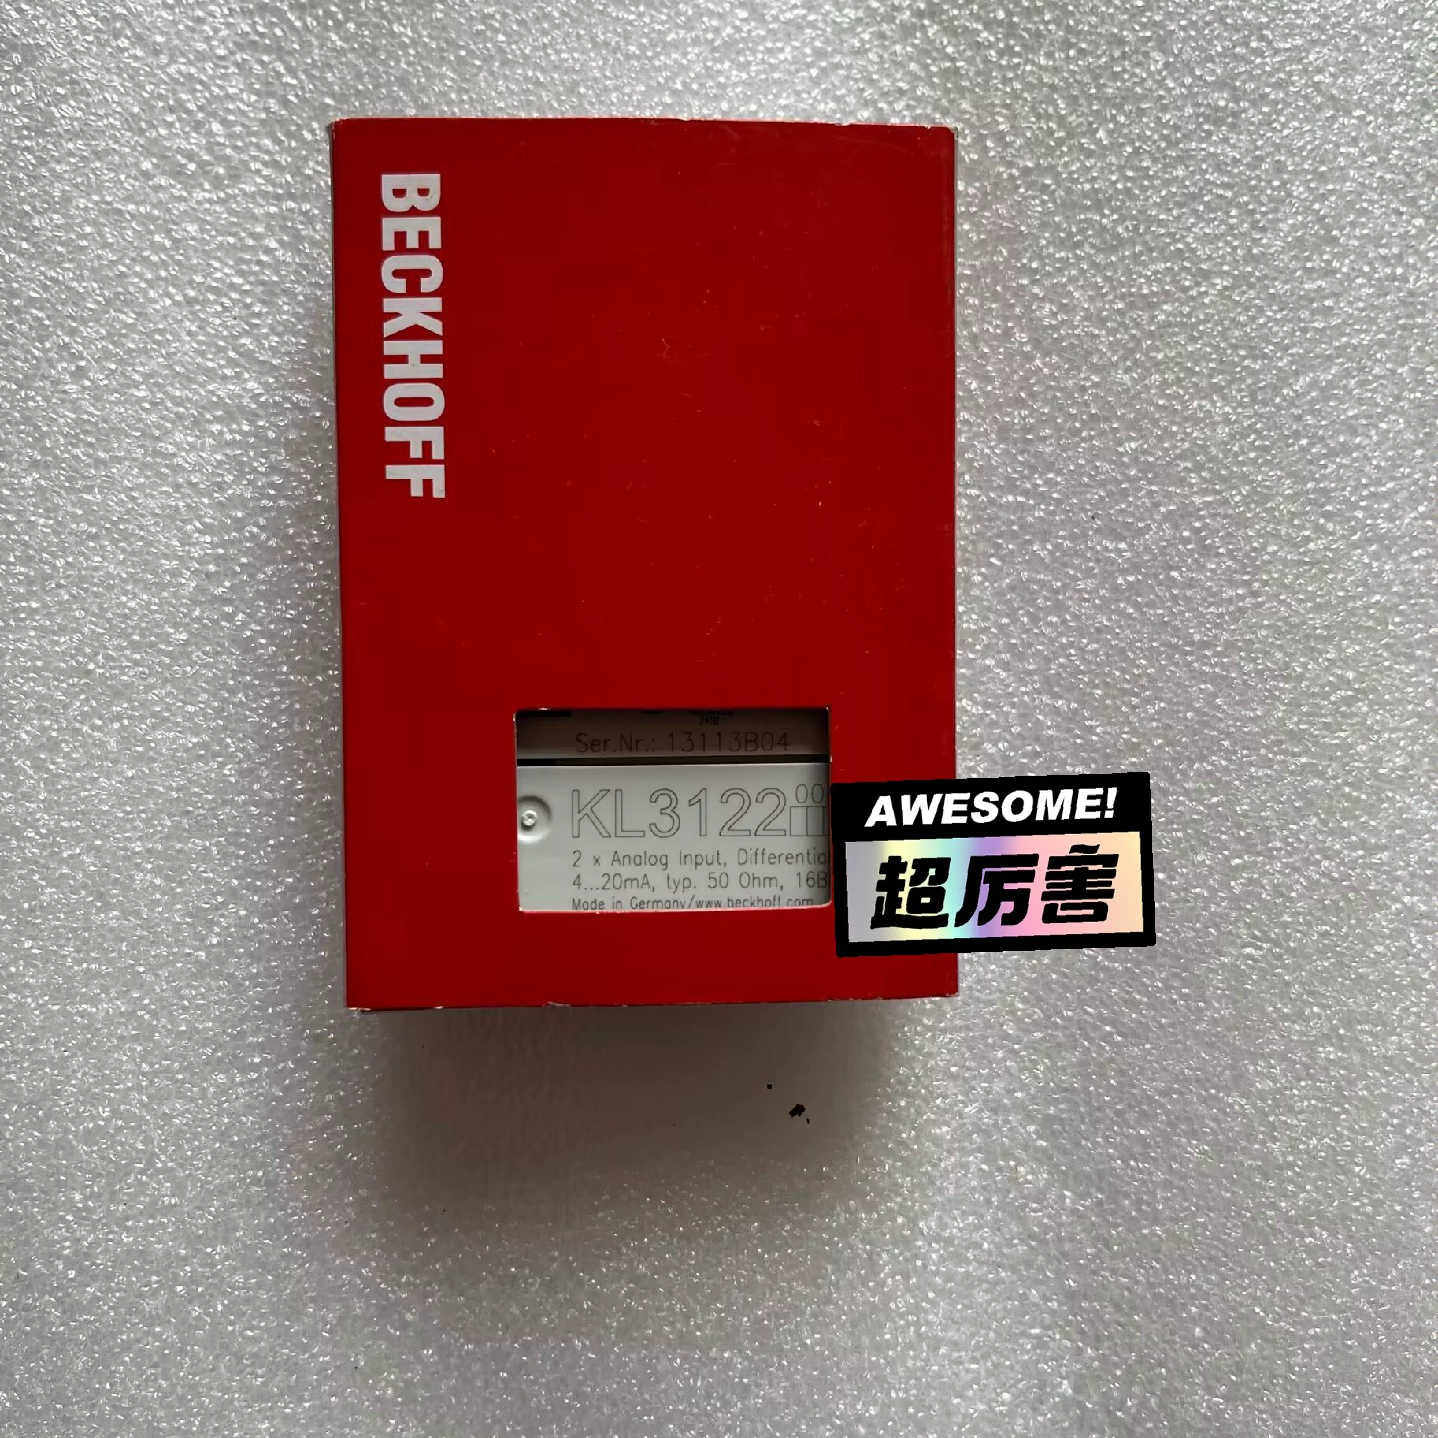 BECKHOFF
Ser.Nr.: 13113B04
KL3122
00
2 x Analog Input, Differentia
4...20mA, typ. 50 Ohm, 16B
Made in Germany/www.beckhoff.com
AWESOME!
超厉害